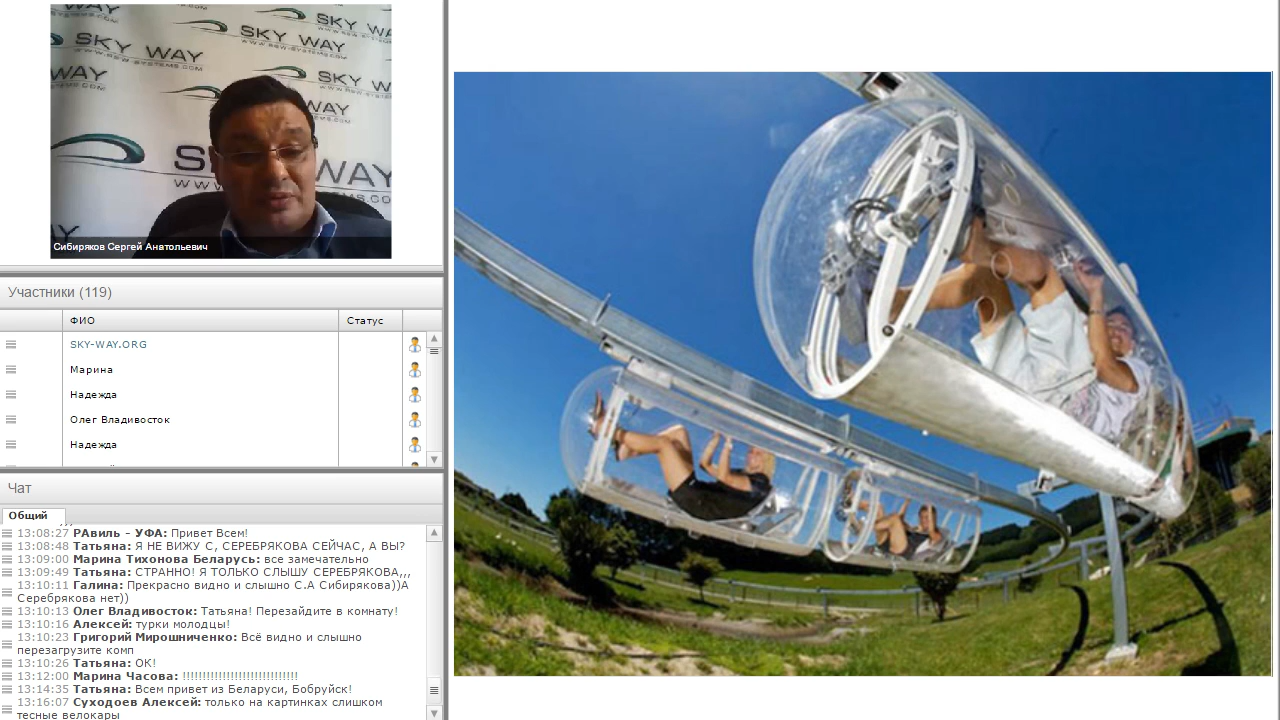 SKY WAY
SKY WAY
WWW.RSW-SYSTEMS.COM
SKY WAY
SKY WAY
SKY WAY
Сибиряков Сергей Анатольевич
Участники (119)
ФИО Статус
SKY-WAY.ORG
Марина
Надежда
Олег Владивосток
Надежда
Чат
Общий
13:08:27 РАвиль - УФА: Привет Всем!
13:08:48 Татьяна: Я НЕ ВИЖУ С, СЕРЕБРЯКОВА СЕЙЧАС, А ВЫ?
13:09:00 Марина Тихонова Беларусь: все замечательно
13:09:49 Татьяна: СТРАННО! Я ТОЛЬКО СЛЫШУ СЕРЕБРЯКОВА,,,
13:10:11 Галина: Прекрасно видно и слышно С.А Сибирякова))А
Серебрякова нет))
13:10:13 Олег Владивосток: Татьяна! Перезайдите в комнату!
13:10:16 Алексей: турки молодцы!
13:10:23 Григорий Мирошниченко: Всё видно и слышно
перезагрузите комп
13:10:26 Татьяна: ОК!
13:12:00 Марина Часова: !!!!!!!!!!!!!!!!!!!!!!!!!!!!!
13:14:35 Татьяна: Всем привет из Беларуси, Бобруйск!
13:16:07 Суходоев Алексей: только на картинках слишком
тесные велокары